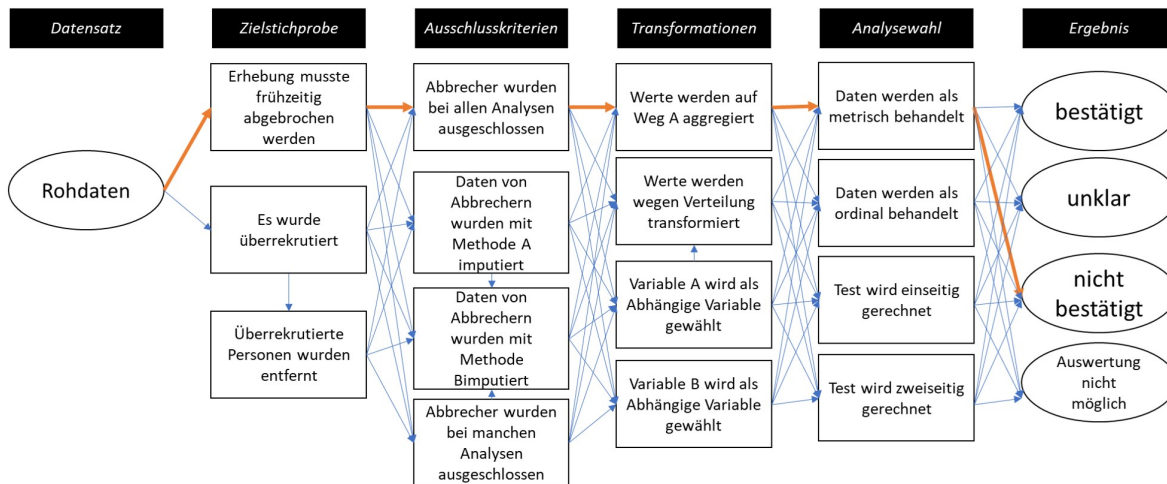 Datensatz
Zielstichprobe
Ausschlusskriterien
Transformationen
Analysewahl
Ergebnis
Rohdaten
Erhebung musste
frühzeitig
abgebrochen
werden
Es wurde
überrekrutiert
Überrekrutierte
Personen wurden
entfernt
Abbrecher wurden
bei allen Analysen
ausgeschlossen
Daten von
Abbrechern
wurden mit
Methode A
imputiert
Daten von
Abbrechern
wurden mit
Methode
Bimputiert
Abbrecher wurden
bei manchen
Analysen
ausgeschlossen
Werte werden auf
Weg A aggregiert
Werte werden
wegen Verteilung
transformiert
Variable A wird als
Abhängige Variable
gewählt
Variable B wird als
Abhängige Variable
gewählt
Daten werden als
metrisch behandelt
Daten werden als
ordinal behandelt
Test wird einseitig
gerechnet
Test wird zweiseitig
gerechnet
bestätigt
unklar
nicht
bestätigt
Auswertung
nicht
möglich